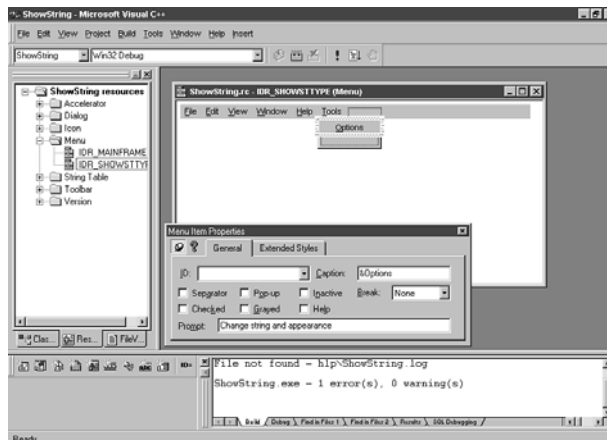 ShowString - Microsoft Visual C++
File Edit View Project Build Tools Window Help Insert
ShowString Win32 Debug
ShowString resources
Accelerator
Dialog
Icon
Menu
IDR_MAINFRAME
IDR_SHOWSTTYP
String Table
Toolbar
Version
Clas... Res... FileV...
ShowString.rc - IDR_SHOWSTTYPE (Menu)
File Edit View Window Help Tools
Options
Menu Item Properties
General Extended Styles
ID: Caption: &Options
Separator Pop-up Inactive Break: None
Checked Grayed Help
Prompt: Change string and appearance
File not found - hlp\ShowString.log
ShowString.exe - 1 error(s), 0 warning(s)
Build Debug Find in Files 1 Find in Files 2 Results SQL Debugging
Ready